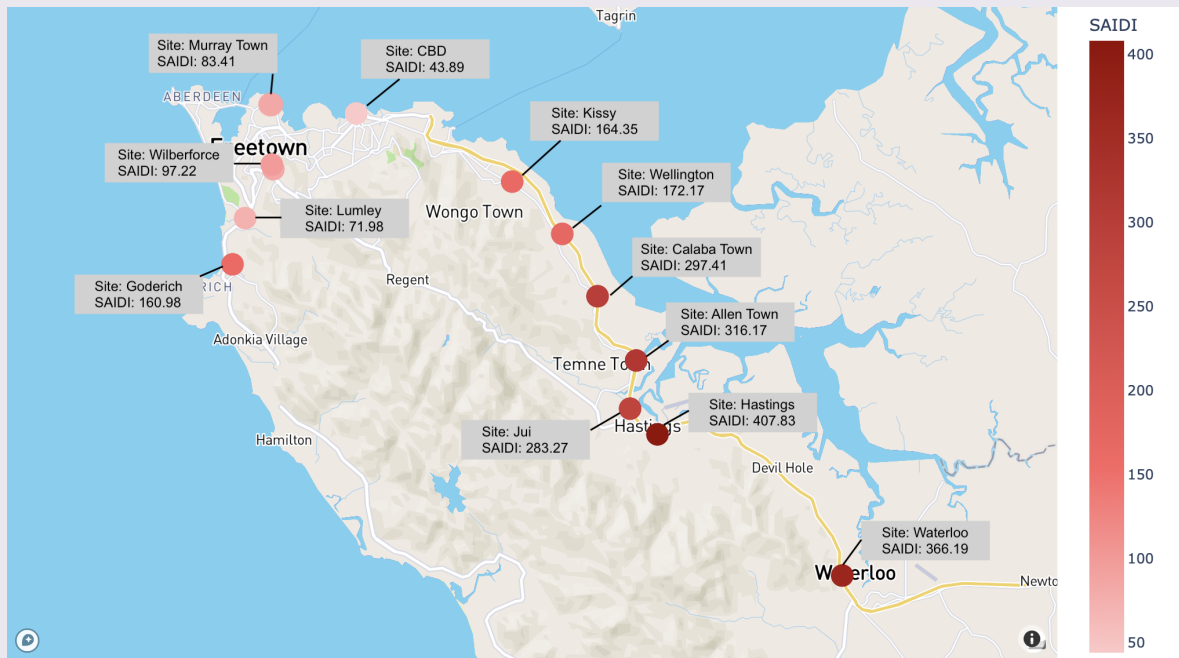 Tagrin
SAIDI
Site: Murray Town
SAIDI: 83.41
Site: CBD
SAIDI: 43.89
400
ABERDEEN
Site: Kissy
SAIDI: 164.35
350
eetown
Site: Wilberforce
SAIDI: 97.22
Site: Wellington
SAIDI: 172.17
Site: Lumley
SAIDI: 71.98
Wongo Town
300
Site: Calaba Town
SAIDI: 297.41
Regent
Site: Goderich
SAIDI: 160.98
RICH
250
Site: Allen Town
SAIDI: 316.17
Adonkia Village
Temne To
200
Site: Hastings
SAIDI: 407.83
Hastings
Site: Jui
SAIDI: 283.27
Hamilton
Devil Hole
150
Site: Waterloo
SAIDI: 366.19
100
Waterloo
Newto
50